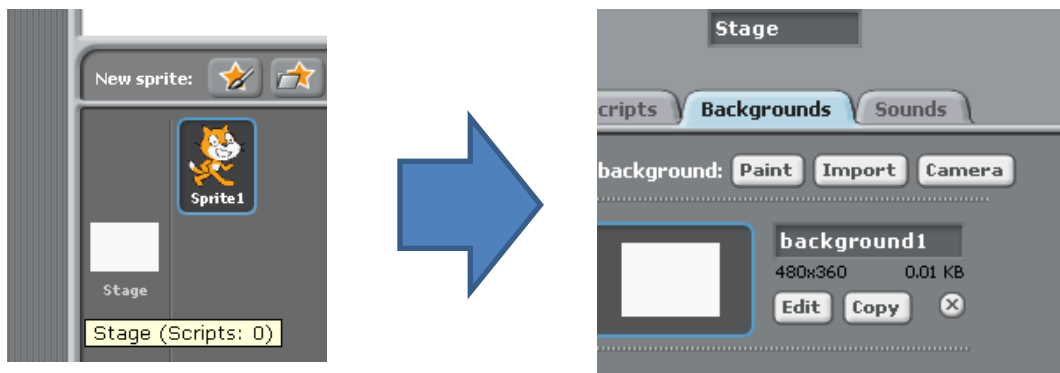 New sprite:
Sprite1
Stage
Stage (Scripts: 0)
Stage
cripts Backgrounds Sounds
background: Paint Import Camera
background1
480x360 0.01 KB
Edit Copy